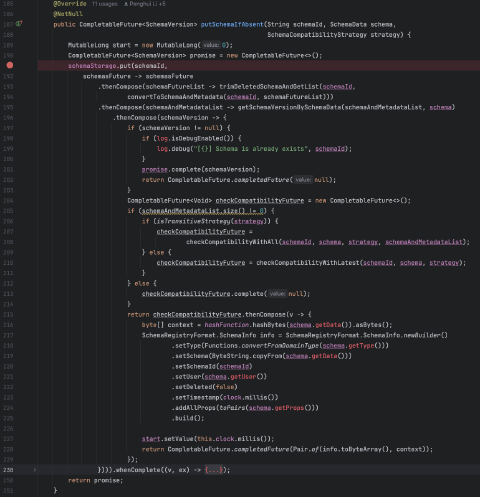 185 @Override 11 usages Penghui Li +5
186 @NotNull
187 public CompletableFuture<SchemaVersion> putSchemaIfAbsent(String schemaId, SchemaData schema,
188 SchemaCompatibilityStrategy strategy) {
189 MutableLong start = new MutableLong( value: 0);
190 CompletableFuture<SchemaVersion> promise = new CompletableFuture<>();
schemaStorage.put(schemaId,
192 schemasFuture -> schemasFuture
193 .thenCompose(schemaFutureList -> trimDeletedSchemaAndGetList(schemaId,
194 convertToSchemaMetadata(schemaId, schemaFutureList)))
195 .thenCompose(schemaAndMetadataList -> getSchemaVersionBySchemaData(schemaAndMetadataList, schema)
196 .thenCompose(schemaVersion -> {
197 if (schemaVersion != null) {
198 if (log.isDebugEnabled()) {
199 log.debug("[{}] Schema is already exists", schemaId);
200 }
201 promise.complete(schemaVersion);
202 return CompletableFuture.completedFuture( value: null);
203 }
204 CompletableFuture<Void> checkCompatibilityFuture = new CompletableFuture<>();
205 if (schemaAndMetadataList.size() != 0) {
206 if (isTransitiveStrategy(strategy)) {
207 checkCompatibilityFuture =
208 checkCompatibilityWithAll(schemaId, schema, strategy, schemaAndMetadataList);
209 } else {
210 checkCompatibilityFuture = checkCompatibilityWithLatest(schemaId, schema, strategy);
211 }
212 } else {
213 checkCompatibilityFuture.complete( value: null);
214 }
215 return checkCompatibilityFuture.thenCompose(v -> {
216 byte[] context = hashFunction.hashBytes(schema.getData()).asBytes();
217 SchemaRegistryFormat.SchemaInfo info = SchemaRegistryFormat.SchemaInfo.newBuilder()
218 .setType(Functions.convertFromDomainType(schema.getType()))
219 .setSchema(ByteString.copyFrom(schema.getData()))
220 .setSchemaId(schemaId)
221 .setUser(schema.getUser())
222 .setDeleted(false)
223 .setTimestamp(clock.millis())
224 .addAllProps(toPairs(schema.getProps()))
225 .build();
226
227 start.setValue(this.clock.millis());
228 return CompletableFuture.completedFuture(Pair.of(info.toByteArray(), context));
229 });
230 }))).whenComplete((v, ex) -> {...});
250 return promise;
251 }